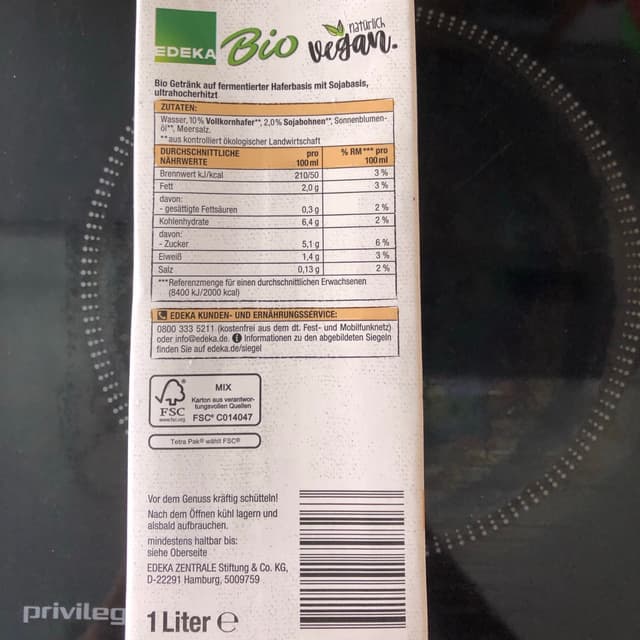 EDEKA Bio natürlich vegan.
Bio Getränk auf fermentierter Haferbasis mit Sojabasis,
ultrahocherhitzt
ZUTATEN:
Wasser, 10% Vollkornhafer**, 2,0% Sojabohnen**, Sonnenblumen-
öl**, Meersalz.
**aus kontrolliert ökologischer Landwirtschaft
DURCHSCHNITTLICHE NÄHRWERTE pro 100 ml % RM*** pro 100 ml
Brennwert kJ/kcal 210/50 3 %
Fett 2,0 g 3 %
davon:
- gesättigte Fettsäuren 0,3 g 2 %
Kohlenhydrate 6,4 g 2 %
davon:
- Zucker 5,1 g 6 %
Eiweiß 1,4 g 3 %
Salz 0,13 g 2 %
***Referenzmenge für einen durchschnittlichen Erwachsenen
(8400 kJ/2000 kcal)
EDEKA KUNDEN- UND ERNÄHRUNGSSERVICE:
0800 333 5211 (kostenfrei aus dem dt. Fest- und Mobilfunknetz)
oder info@edeka.de. i Informationen zu den abgebildeten Siegeln
finden Sie auf edeka.de/siegel
FSC
www.fsc.org
MIX
Karton aus verantwor-
tungsvollen Quellen
FSC® C014047
Tetra Pak® wählt FSC®
Vor dem Genuss kräftig schütteln!
Nach dem Öffnen kühl lagern und
alsbald aufbrauchen.
mindestens haltbar bis:
siehe Oberseite
EDEKA ZENTRALE Stiftung & Co. KG,
D-22291 Hamburg, 5009759
1 Liter e
privileg